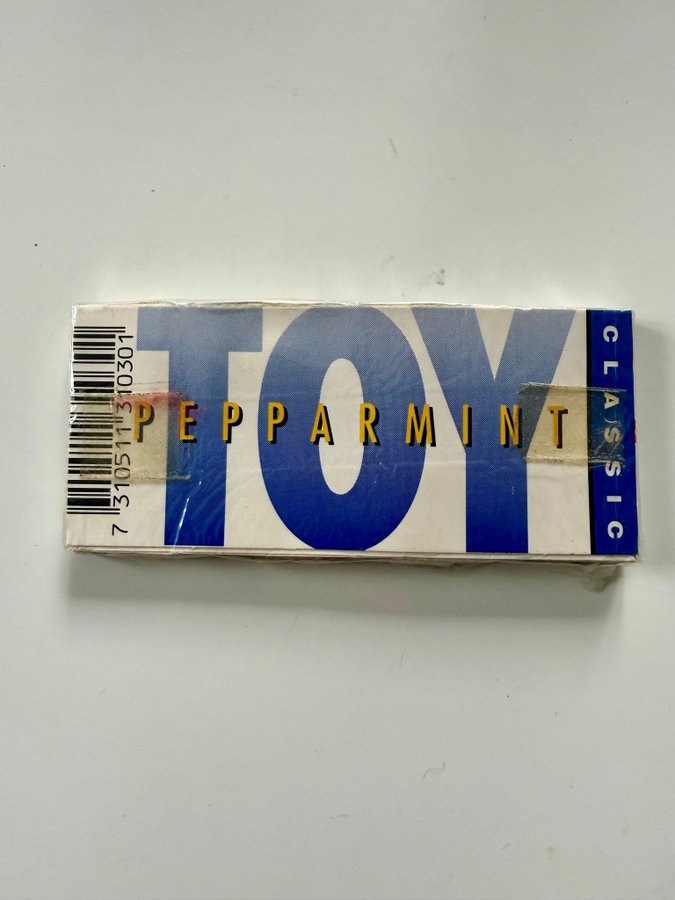 TOY
PEPPARMINT
CLASSIC
7 310511 310301